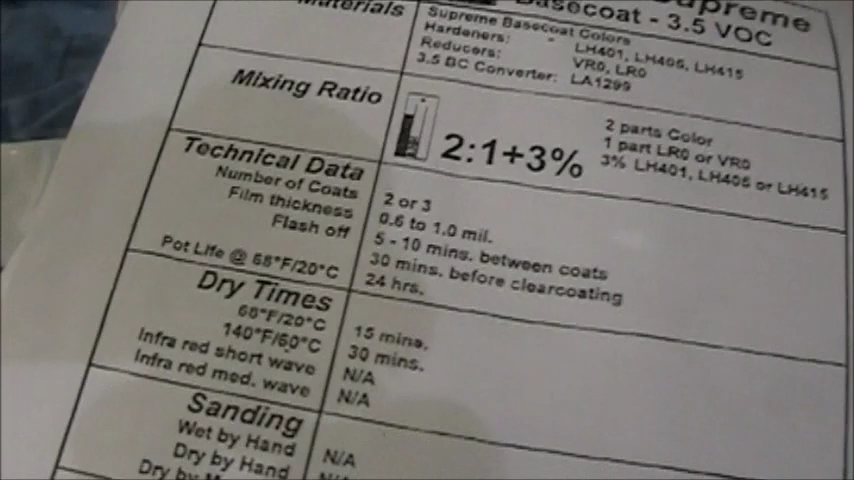 Supreme
Basecoat - 3.5 VOC
Materials
Supreme Basecoat Colors
Hardeners: - LH401, LH405, LH415
Reducers: VR0, LR0
3.5 BC Converter: LA1299
Mixing Ratio
2:1+3%
2 parts Color
1 part LR0 or VR0
3% LH401, LH405 or LH415
Technical Data
Number of Coats 2 or 3
Film thickness 0.6 to 1.0 mil.
Flash off 5 - 10 mins. between coats
30 mins. before clearcoating
Pot Life @ 68°F/20°C 24 hrs.
Dry Times
68°F/20°C 15 mins.
140°F/60°C 30 mins.
Infra red short wave N/A
Infra red med. wave N/A
Sanding
Wet by Hand N/A
Dry by Hand N/A
Dry by